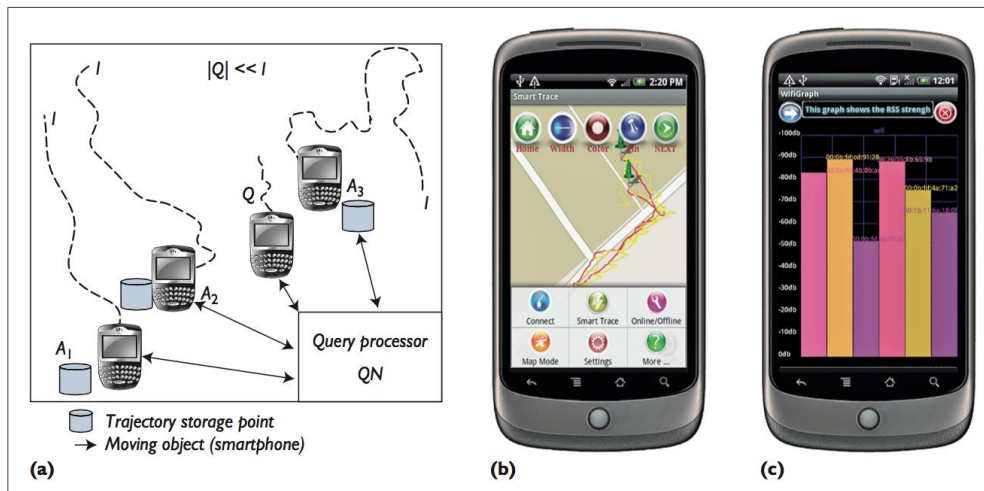 |Q| << l
l
l
l
Q
A3
A2
A1
Query processor
QN
Trajectory storage point
Moving object (smartphone)
(a)
2:20 PM
Smart Trace
Home Width Color NEXT
Connect Smart Trace Online/Offline
Map Mode Settings More ...
(b)
12:01
WifiGraph
This graph shows the RSS strengh
wifi
-100db
-90db
-80db
-70db
-60db
-50db
-40db
-30db
-20db
-10db
0db
(c)